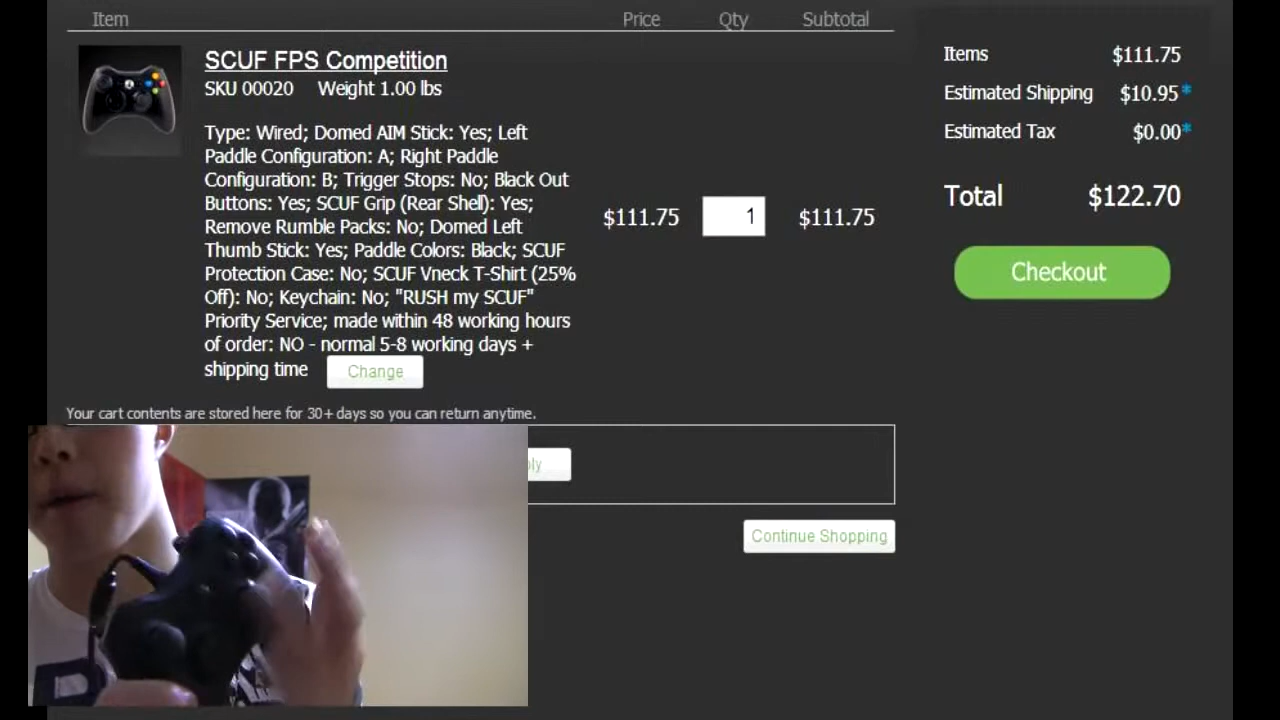 Item Price Qty Subtotal
SCUF FPS Competition
SKU 00020 Weight 1.00 lbs
Type: Wired; Domed AIM Stick: Yes; Left
Paddle Configuration: A; Right Paddle
Configuration: B; Trigger Stops: No; Black Out
Buttons: Yes; SCUF Grip (Rear Shell): Yes;
Remove Rumble Packs: No; Domed Left
Thumb Stick: Yes; Paddle Colors: Black; SCUF
Protection Case: No; SCUF Vneck T-Shirt (25%
Off): No; Keychain: No; "RUSH my SCUF"
Priority Service; made within 48 working hours
of order: NO - normal 5-8 working days +
shipping time Change
$111.75 1 $111.75
Your cart contents are stored here for 30+ days so you can return anytime.
Continue Shopping
Items $111.75
Estimated Shipping $10.95*
Estimated Tax $0.00*
Total $122.70
Checkout